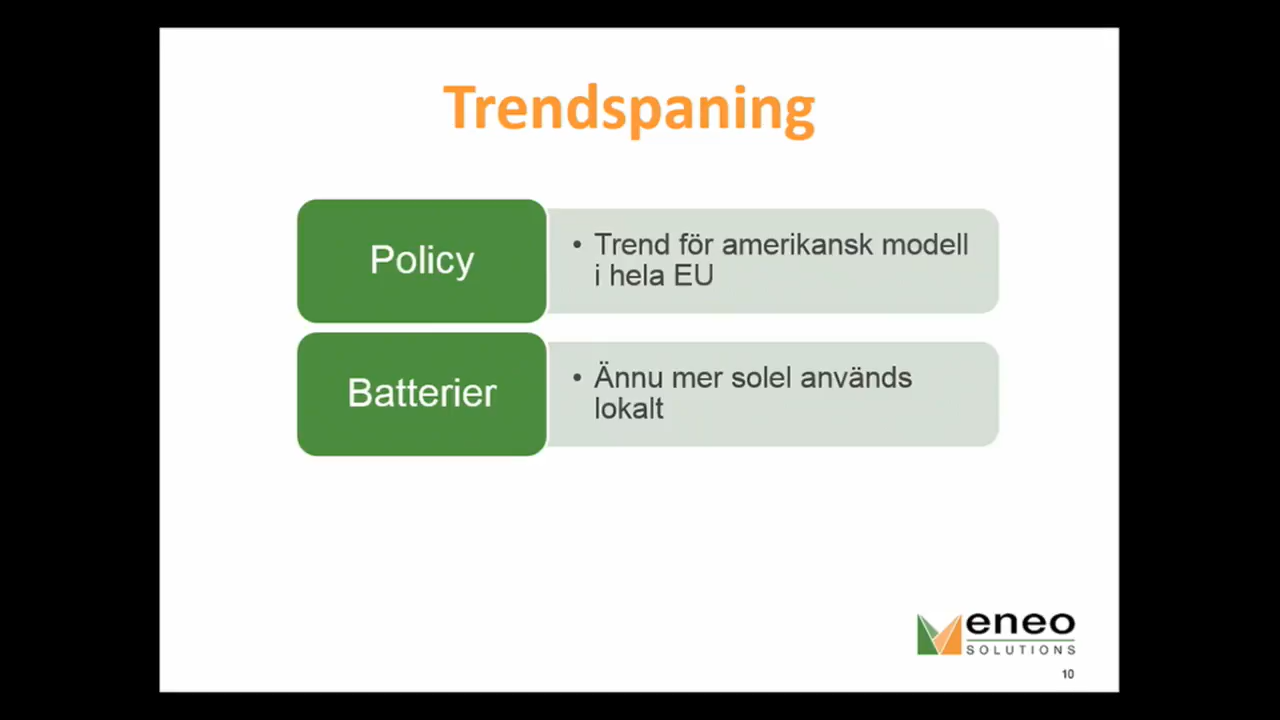 Trendspaning
Policy
• Trend för amerikansk modell
i hela EU
Batterier
• Ännu mer solel används
lokalt
eneo
SOLUTIONS
10